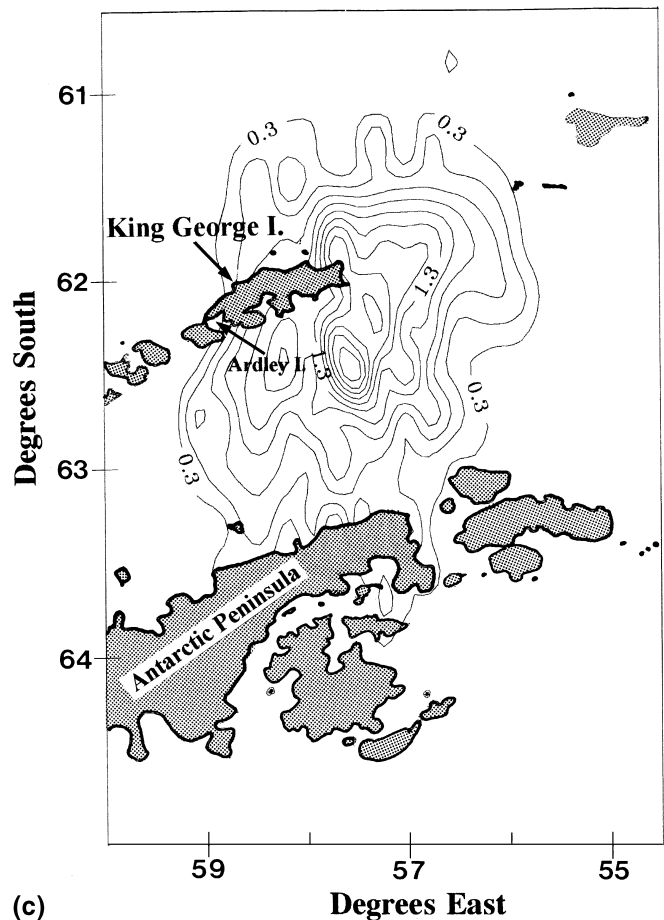 61
0.3
0.3
King George I.
62
1.3
Ardley I.
1.3
Degrees South
0.3
63
0.3
Antarctic Peninsula
64
59
57
55
(c)
Degrees East